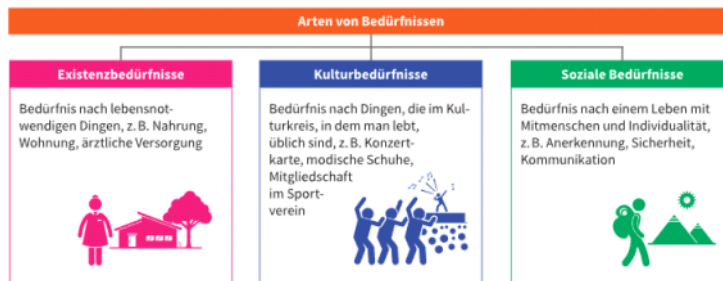 Arten von Bedürfnissen
Existenzbedürfnisse
Bedürfnis nach lebensnot-
wendigen Dingen, z. B. Nahrung,
Wohnung, ärztliche Versorgung
Kulturbedürfnisse
Bedürfnis nach Dingen, die im Kul-
turkreis, in dem man lebt,
üblich sind, z. B. Konzert-
karte, modische Schuhe,
Mitgliedschaft
im Sport-
verein
Soziale Bedürfnisse
Bedürfnis nach einem Leben mit
Mitmenschen und Individualität,
z. B. Anerkennung, Sicherheit,
Kommunikation